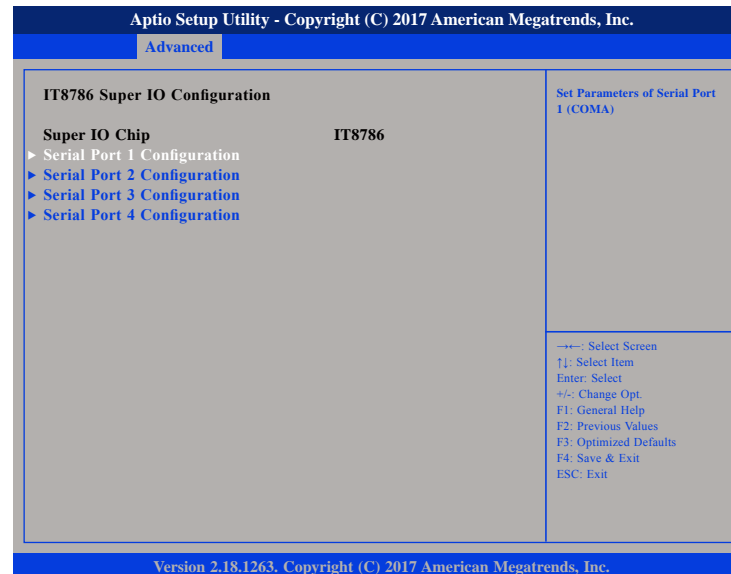 Aptio Setup Utility - Copyright (C) 2017 American Megatrends, Inc.
Advanced
IT8786 Super IO Configuration
Super IO Chip IT8786
▶ Serial Port 1 Configuration
▶ Serial Port 2 Configuration
▶ Serial Port 3 Configuration
▶ Serial Port 4 Configuration
Set Parameters of Serial Port
1 (COMA)
→←: Select Screen
↑↓: Select Item
Enter: Select
+/-: Change Opt.
F1: General Help
F2: Previous Values
F3: Optimized Defaults
F4: Save & Exit
ESC: Exit
Version 2.18.1263. Copyright (C) 2017 American Megatrends, Inc.